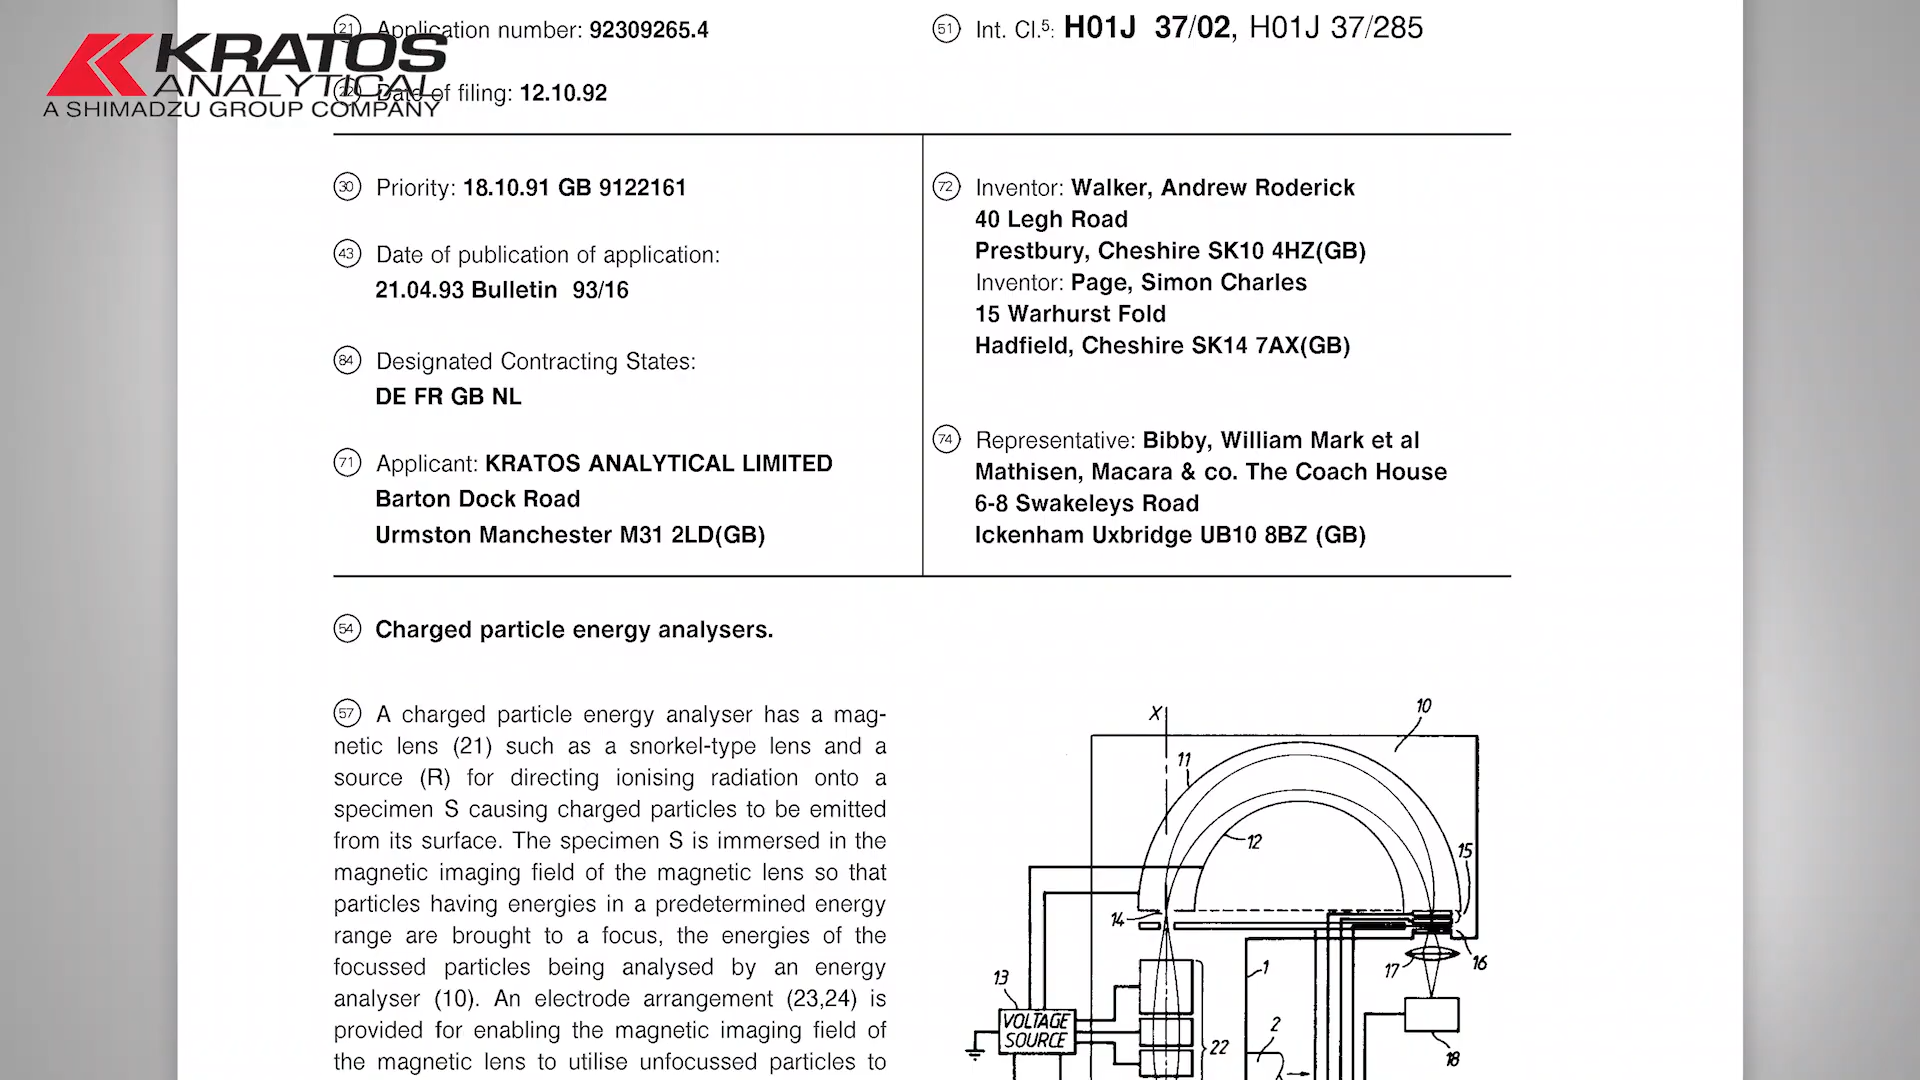 KRATOS
ANALYTICAL
A SHIMADZU GROUP COMPANY
21 Application number: 92309265.4
22 Date of filing: 12.10.92
51 Int. Cl.5: H01J 37/02, H01J 37/285
30 Priority: 18.10.91 GB 9122161
43 Date of publication of application:
21.04.93 Bulletin 93/16
84 Designated Contracting States:
DE FR GB NL
71 Applicant: KRATOS ANALYTICAL LIMITED
Barton Dock Road
Urmston Manchester M31 2LD(GB)
72 Inventor: Walker, Andrew Roderick
40 Legh Road
Prestbury, Cheshire SK10 4HZ(GB)
Inventor: Page, Simon Charles
15 Warhurst Fold
Hadfield, Cheshire SK14 7AX(GB)
74 Representative: Bibby, William Mark et al
Mathisen, Macara & co. The Coach House
6-8 Swakeleys Road
Ickenham Uxbridge UB10 8BZ (GB)
54 Charged particle energy analysers.
57 A charged particle energy analyser has a mag-
netic lens (21) such as a snorkel-type lens and a
source (R) for directing ionising radiation onto a
specimen S causing charged particles to be emitted
from its surface. The specimen S is immersed in the
magnetic imaging field of the magnetic lens so that
particles having energies in a predetermined energy
range are brought to a focus, the energies of the
focussed particles being analysed by an energy
analyser (10). An electrode arrangement (23,24) is
provided for enabling the magnetic imaging field of
the magnetic lens to utilise unfocussed particles to
X
10
11
12
15
14
16
17
13
1
VOLTAGE
SOURCE
2
22
18